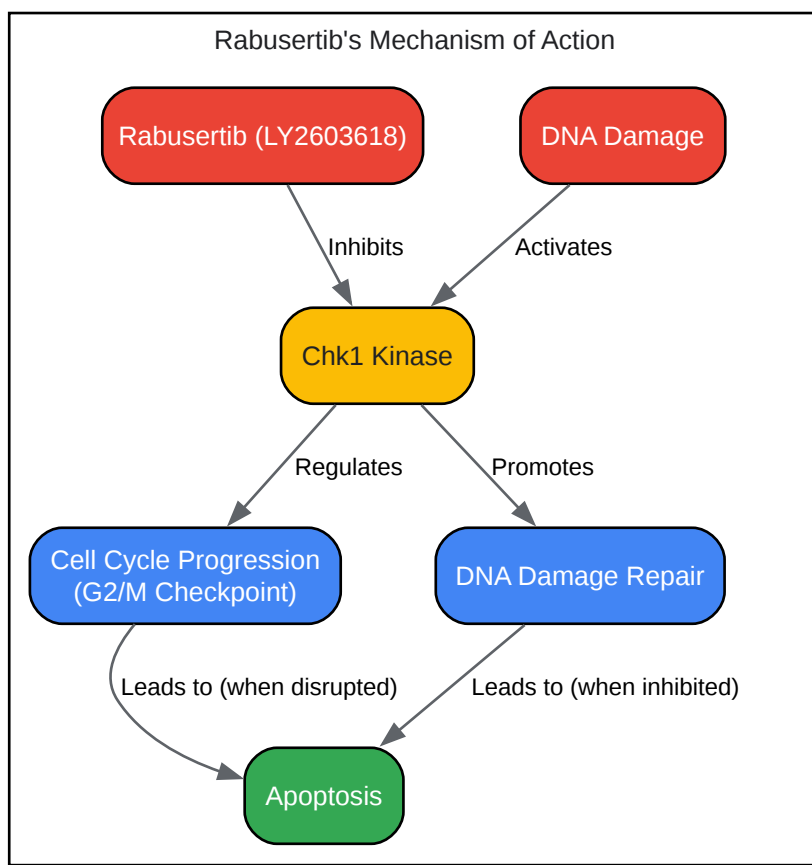 Rabusertib's Mechanism of Action
Rabusertib (LY2603618)
DNA Damage
Inhibits
Activates
Chk1 Kinase
Regulates
Promotes
Cell Cycle Progression
(G2/M Checkpoint)
DNA Damage Repair
Leads to (when disrupted)
Leads to (when inhibited)
Apoptosis